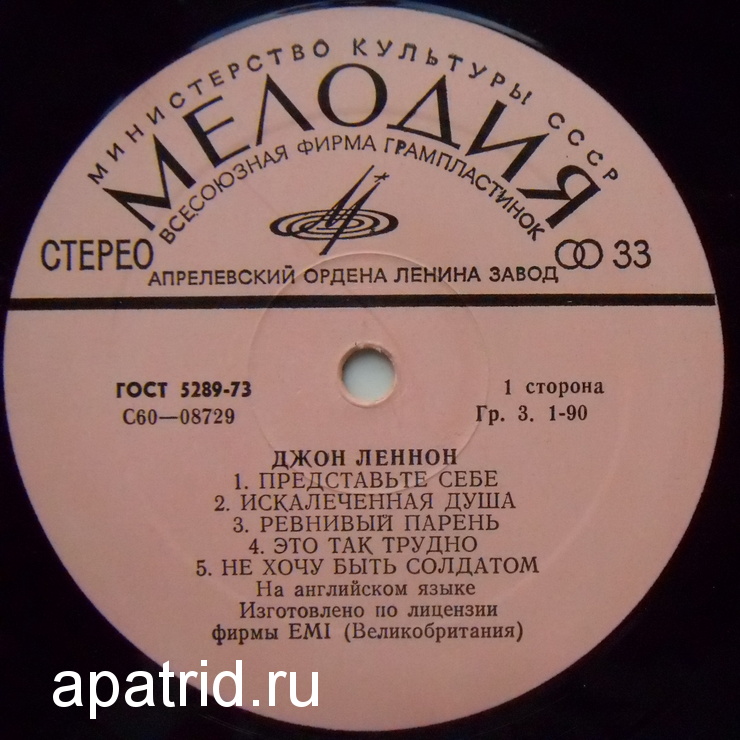 МИНИСТЕРСТВО КУЛЬТУРЫ СССР
МЕЛОДИЯ
ВСЕСОЮЗНАЯ ФИРМА ГРАМПЛАСТИНОК
СТЕРЕО
33
АПРЕЛЕВСКИЙ ОРДЕНА ЛЕНИНА ЗАВОД
ГОСТ 5289-73
С60—08729
1 сторона
Гр. 3. 1-90
ДЖОН ЛЕННОН
1. ПРЕДСТАВЬТЕ СЕБЕ
2. ИСКАЛЕЧЕННАЯ ДУША
3. РЕВНИВЫЙ ПАРЕНЬ
4. ЭТО ТАК ТРУДНО
5. НЕ ХОЧУ БЫТЬ СОЛДАТОМ
На английском языке
Изготовлено по лицензии
фирмы EMI (Великобритания)
apatrid.ru